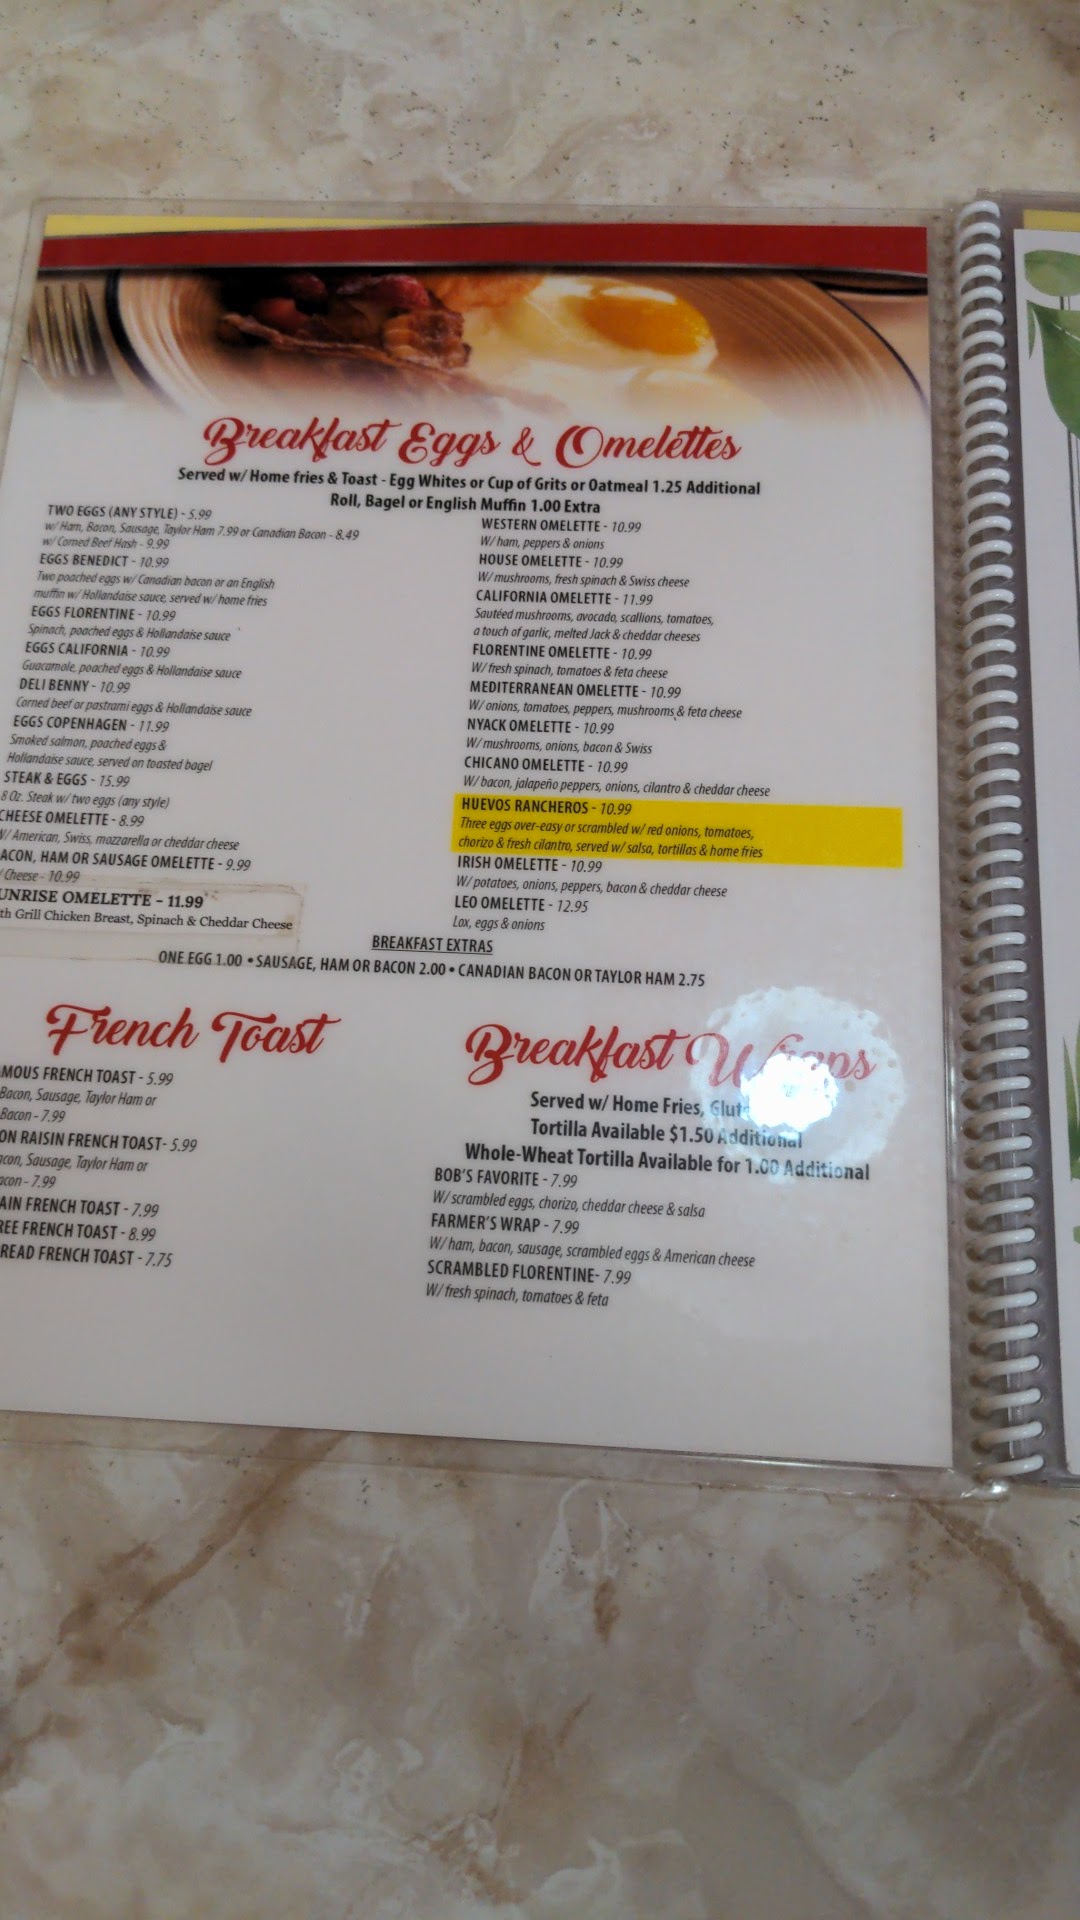 Breakfast Eggs & Omelettes
Served w/ Home fries & Toast - Egg Whites or Cup of Grits or Oatmeal 1.25 Additional
Roll, Bagel or English Muffin 1.00 Extra
TWO EGGS (ANY STYLE) - 5.99
w/ Ham, Bacon, Sausage, Taylor Ham 7.99 or Canadian Bacon - 8.49
w/ Corned Beef Hash - 9.99
EGGS BENEDICT - 10.99
Two poached eggs w/ Canadian bacon or an English
muffin w/ Hollandaise sauce, served w/ home fries
EGGS FLORENTINE - 10.99
Spinach, poached eggs & Hollandaise sauce
EGGS CALIFORNIA - 10.99
Guacamole, poached eggs & Hollandaise sauce
DELI BENNY - 10.99
Corned beef or pastrami eggs & Hollandaise sauce
EGGS COPENHAGEN - 11.99
Smoked salmon, poached eggs &
Hollandaise sauce, served on toasted bagel
STEAK & EGGS - 15.99
8 Oz. Steak w/ two eggs (any style)
CHEESE OMELETTE - 8.99
W/ American, Swiss, mozzarella or cheddar cheese
ACON, HAM OR SAUSAGE OMELETTE - 9.99
/ Cheese - 10.99
UNRISE OMELETTE - 11.99
th Grill Chicken Breast, Spinach & Cheddar Cheese
WESTERN OMELETTE - 10.99
W/ ham, peppers & onions
HOUSE OMELETTE - 10.99
W/ mushrooms, fresh spinach & Swiss cheese
CALIFORNIA OMELETTE - 11.99
Sautéed mushrooms, avocado, scallions, tomatoes,
a touch of garlic, melted Jack & cheddar cheeses
FLORENTINE OMELETTE - 10.99
W/ fresh spinach, tomatoes & feta cheese
MEDITERRANEAN OMELETTE - 10.99
W/ onions, tomatoes, peppers, mushrooms & feta cheese
NYACK OMELETTE - 10.99
W/ mushrooms, onions, bacon & Swiss
CHICANO OMELETTE - 10.99
W/ bacon, jalapeño peppers, onions, cilantro & cheddar cheese
HUEVOS RANCHEROS - 10.99
Three eggs over-easy or scrambled w/ red onions, tomatoes,
chorizo & fresh cilantro, served w/ salsa, tortillas & home fries
IRISH OMELETTE - 10.99
W/ potatoes, onions, peppers, bacon & cheddar cheese
LEO OMELETTE - 12.95
Lox, eggs & onions
BREAKFAST EXTRAS
ONE EGG 1.00 • SAUSAGE, HAM OR BACON 2.00 • CANADIAN BACON OR TAYLOR HAM 2.75
French Toast
MOUS FRENCH TOAST - 5.99
Bacon, Sausage, Taylor Ham or
Bacon - 7.99
ON RAISIN FRENCH TOAST- 5.99
acon, Sausage, Taylor Ham or
acon - 7.99
AIN FRENCH TOAST - 7.99
REE FRENCH TOAST - 8.99
READ FRENCH TOAST - 7.75
Breakfast Wraps
Served w/ Home Fries, Glut
Tortilla Available $1.50 Additional
Whole-Wheat Tortilla Available for 1.00 Additional
BOB'S FAVORITE - 7.99
W/ scrambled eggs, chorizo, cheddar cheese & salsa
FARMER'S WRAP - 7.99
W/ ham, bacon, sausage, scrambled eggs & American cheese
SCRAMBLED FLORENTINE- 7.99
W/ fresh spinach, tomatoes & feta